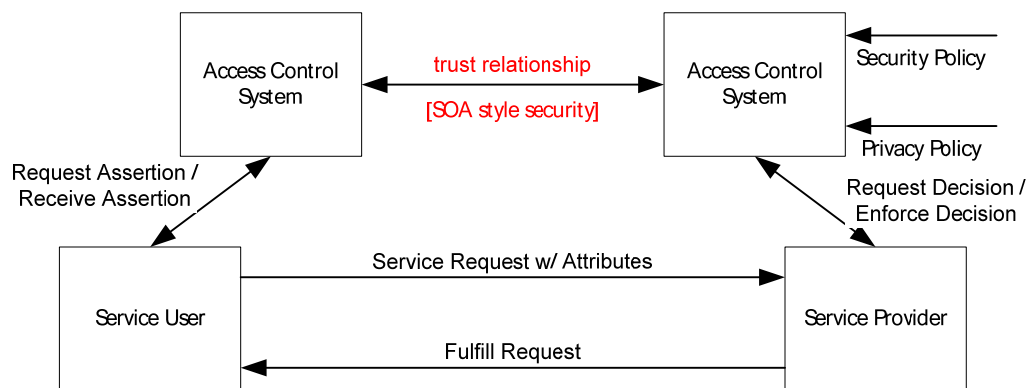 Access Control
System
trust relationship
[SOA style security]
Access Control
System
Security Policy
Privacy Policy
Request Assertion /
Receive Assertion
Request Decision /
Enforce Decision
Service User
Service Request w/ Attributes
Fulfill Request
Service Provider